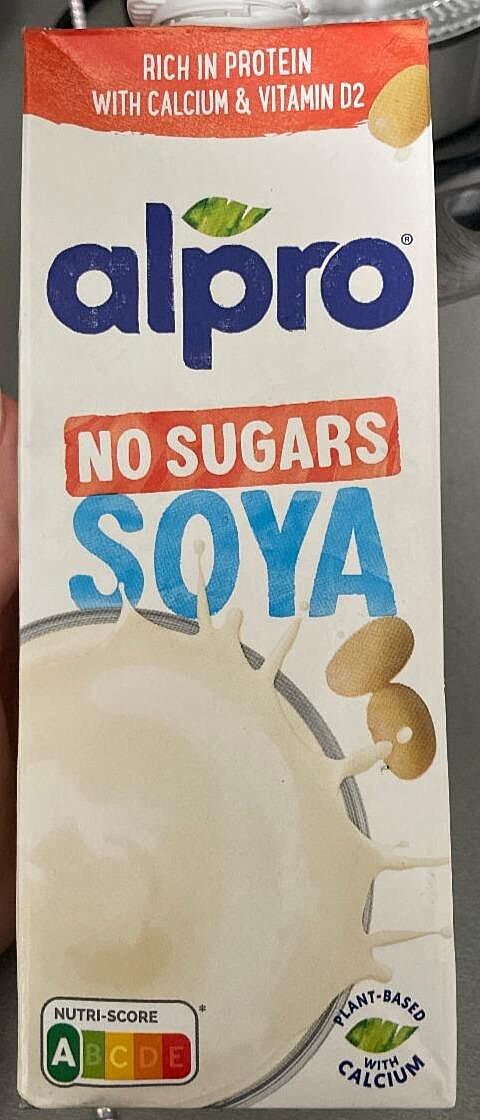 RICH IN PROTEIN
WITH CALCIUM & VITAMIN D2
alpro®
NO SUGARS
SOYA
NUTRI-SCORE *
A B C D E
PLANT-BASED
WITH
CALCIUM